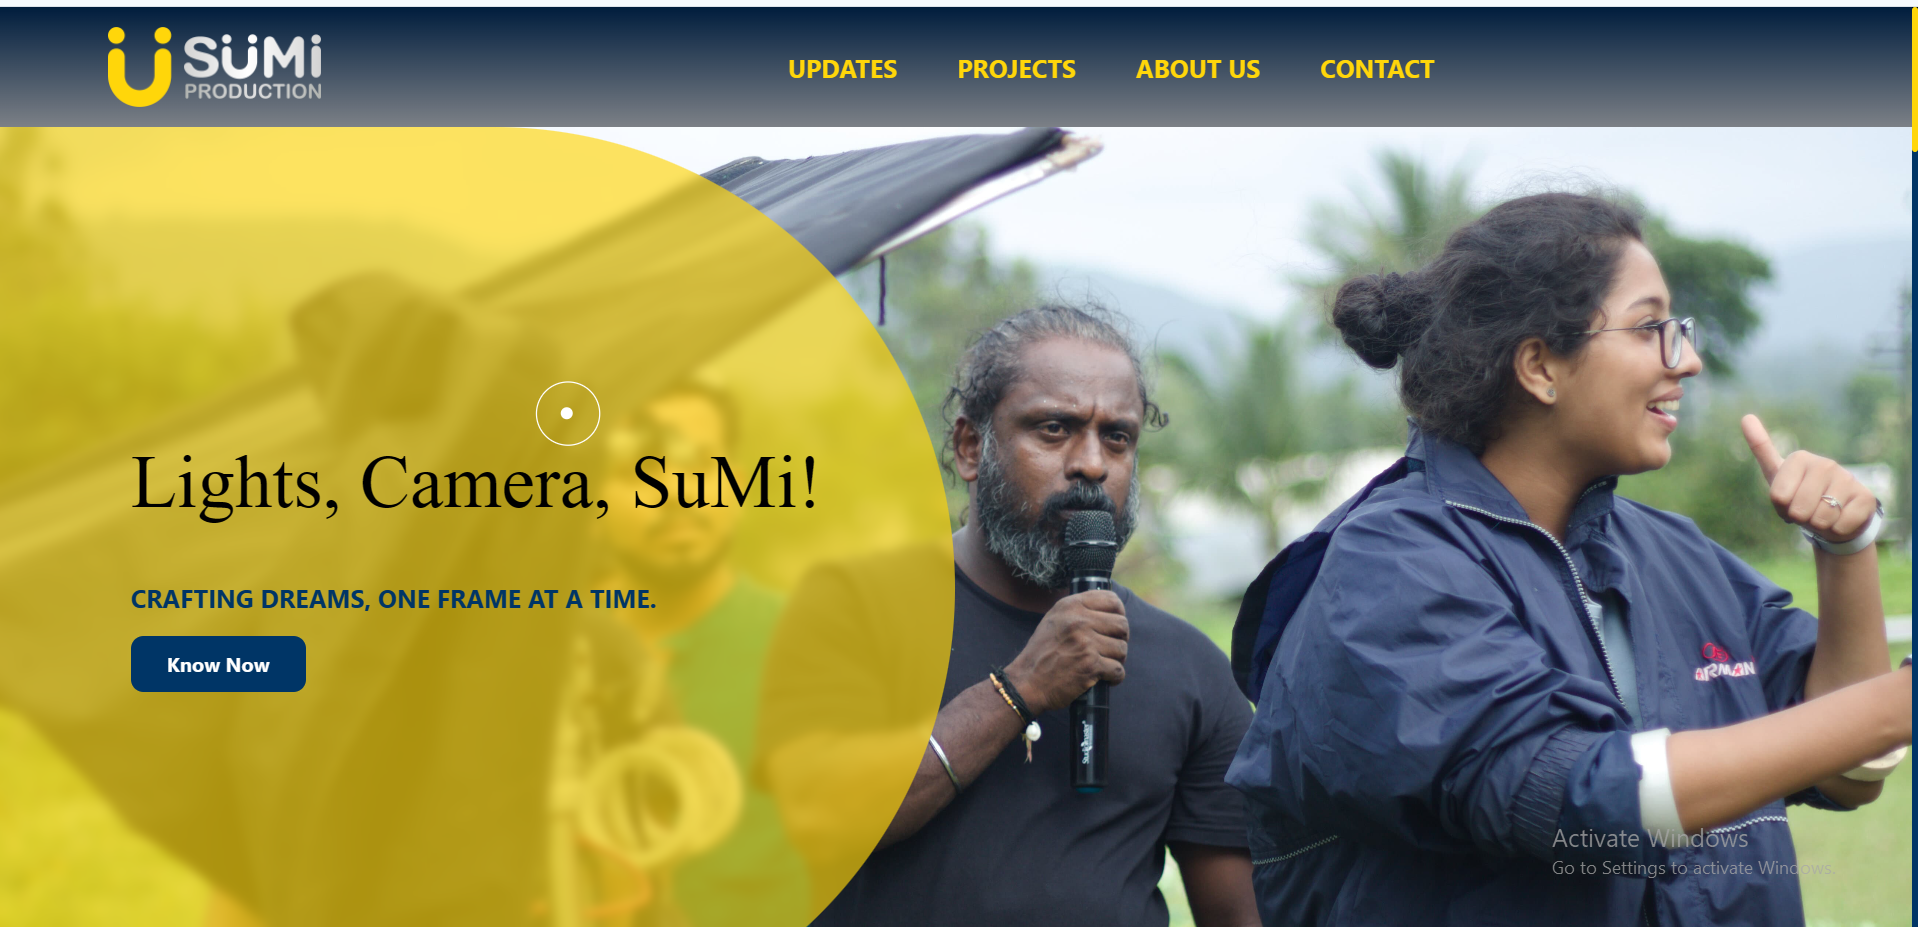 SUMi
PRODUCTION
UPDATES PROJECTS ABOUT US CONTACT
Lights, Camera, SuMi!
CRAFTING DREAMS, ONE FRAME AT A TIME.
Know Now
Activate Windows
Go to Settings to activate Windows.